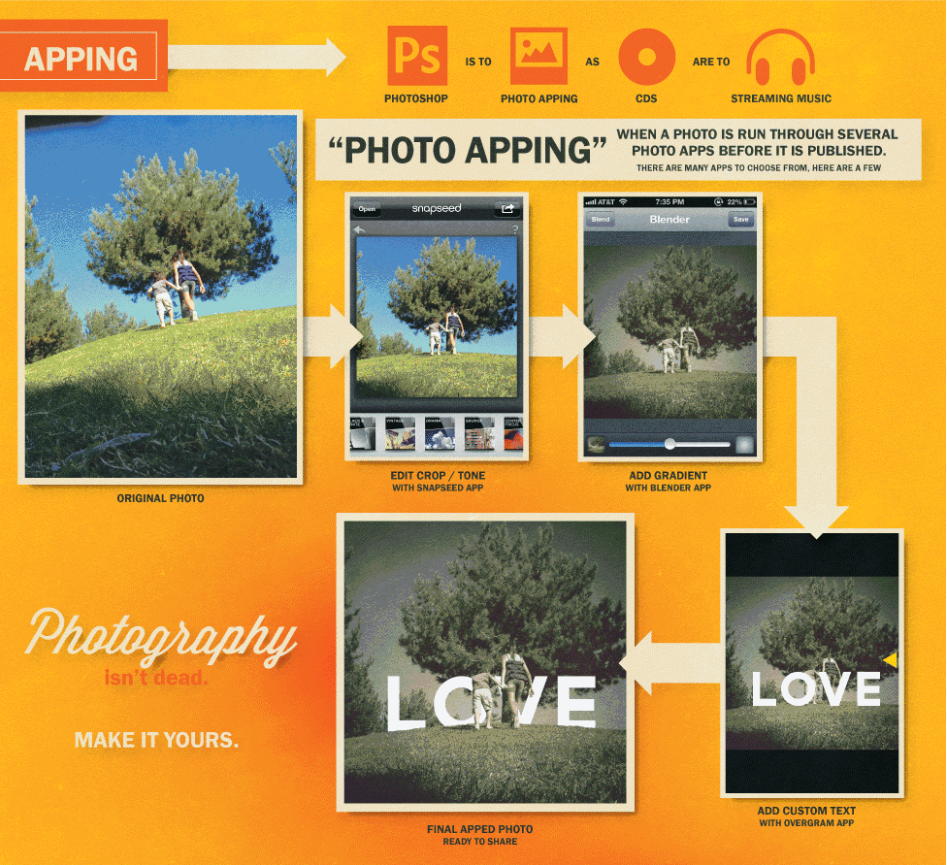 APPING
Ps
IS TO
AS
ARE TO
PHOTOSHOP
PHOTO APPING
CDS
STREAMING MUSIC
“PHOTO APPING”
WHEN A PHOTO IS RUN THROUGH SEVERAL
PHOTO APPS BEFORE IT IS PUBLISHED.
THERE ARE MANY APPS TO CHOOSE FROM, HERE ARE A FEW
Open
snapseed
?
AT&T
7:35 PM
22%
Blend
Blender
Save
ORIGINAL PHOTO
EDIT CROP / TONE
WITH SNAPSEED APP
ADD GRADIENT
WITH BLENDER APP
Photography
isn't dead.
MAKE IT YOURS.
LOVE
LOVE
FINAL APPED PHOTO
READY TO SHARE
ADD CUSTOM TEXT
WITH OVERGRAM APP